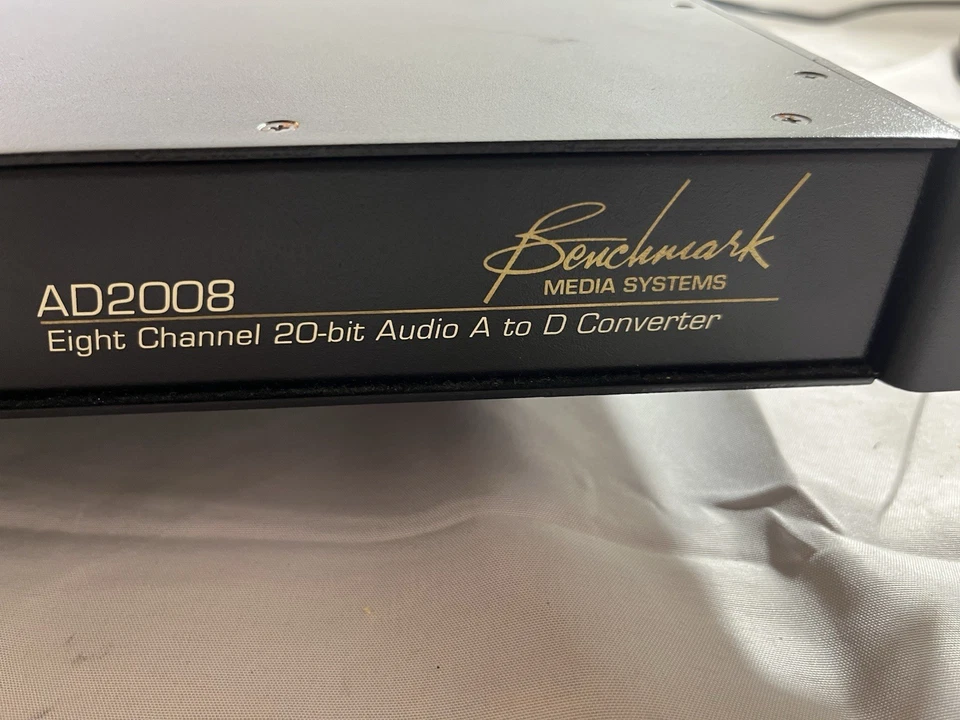 Benchmark
MEDIA SYSTEMS
AD2008
Eight Channel 20-bit Audio A to D Converter